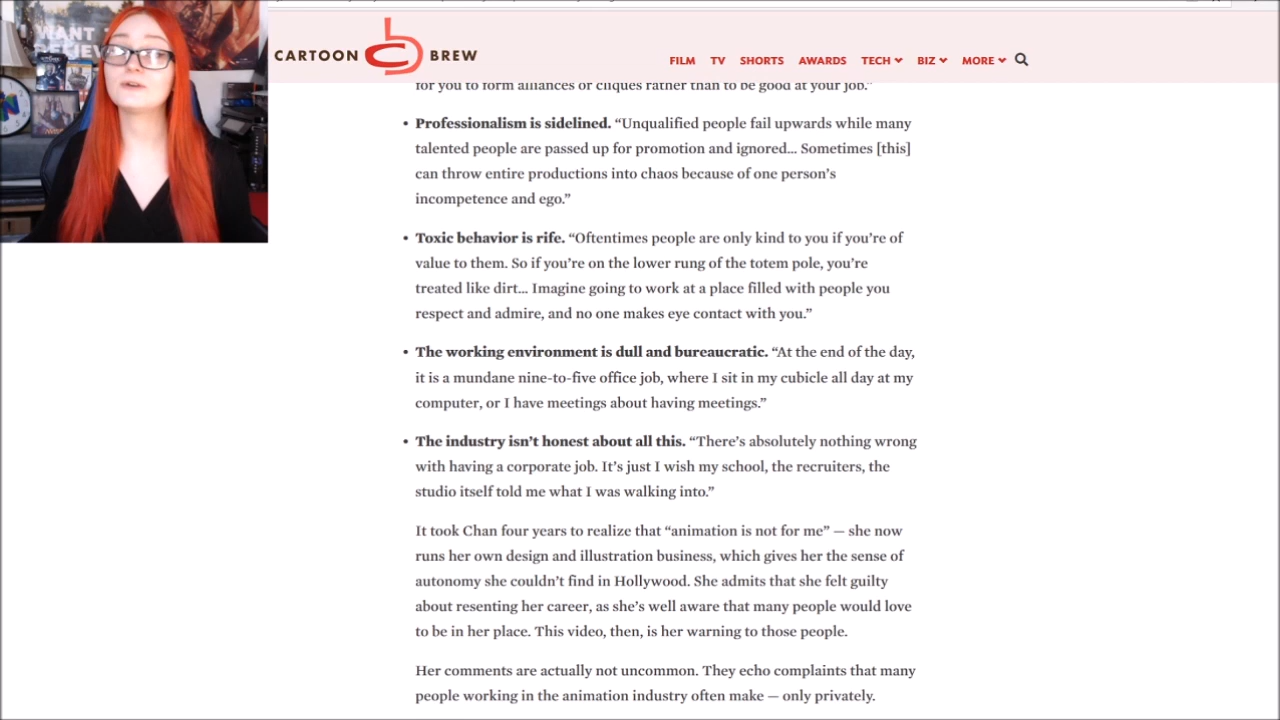 WANT TO
BELIEVE
CARTOON BREW
FILM TV SHORTS AWARDS TECH BIZ MORE
for you to form alliances or cliques rather than to be good at your job.”
• Professionalism is sidelined. “Unqualified people fail upwards while many
talented people are passed up for promotion and ignored... Sometimes [this]
can throw entire productions into chaos because of one person’s
incompetence and ego.”
• Toxic behavior is rife. “Oftentimes people are only kind to you if you’re of
value to them. So if you’re on the lower rung of the totem pole, you’re
treated like dirt... Imagine going to work at a place filled with people you
respect and admire, and no one makes eye contact with you.”
• The working environment is dull and bureaucratic. “At the end of the day,
it is a mundane nine-to-five office job, where I sit in my cubicle all day at my
computer, or I have meetings about having meetings.”
• The industry isn’t honest about all this. “There’s absolutely nothing wrong
with having a corporate job. It’s just I wish my school, the recruiters, the
studio itself told me what I was walking into.”
It took Chan four years to realize that “animation is not for me” — she now
runs her own design and illustration business, which gives her the sense of
autonomy she couldn’t find in Hollywood. She admits that she felt guilty
about resenting her career, as she’s well aware that many people would love
to be in her place. This video, then, is her warning to those people.
Her comments are actually not uncommon. They echo complaints that many
people working in the animation industry often make — only privately.